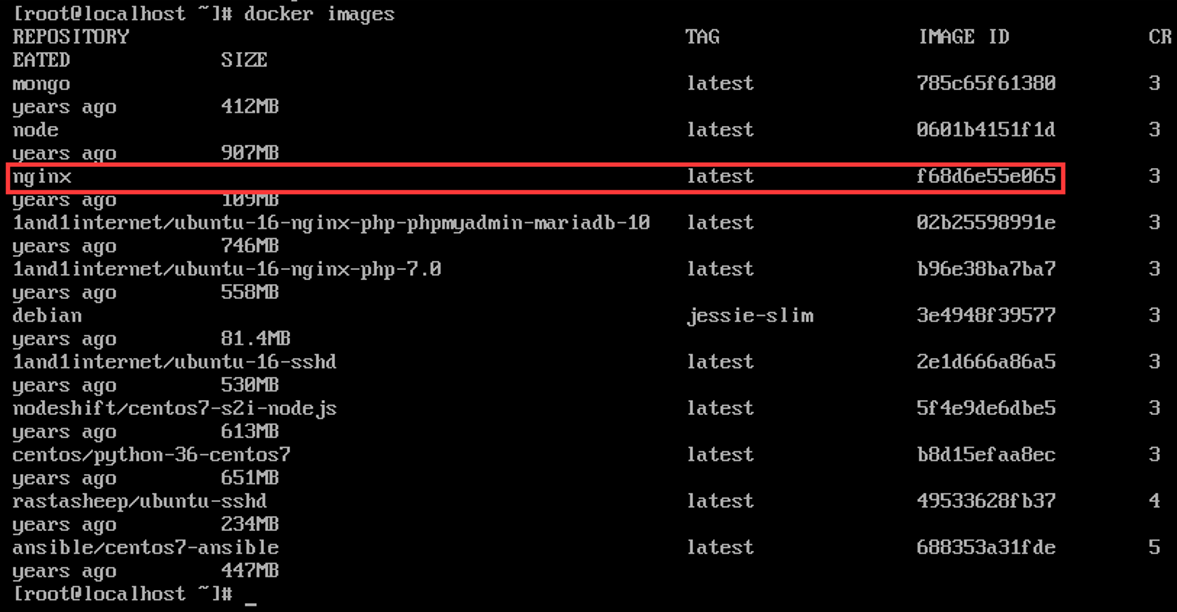 [root@localhost ~]# docker images
REPOSITORY TAG IMAGE ID CR
EATED SIZE
mongo latest 785c65f61380 3
years ago 412MB
node latest 0601b4151f1d 3
years ago 907MB
nginx latest f68d6e55e065 3
years ago 109MB
1and1internet/ubuntu-16-nginx-php-phpmyadmin-mariadb-10 latest 02b25598991e 3
years ago 746MB
1and1internet/ubuntu-16-nginx-php-7.0 latest b96e38ba7ba7 3
years ago 558MB
debian jessie-slim 3e4948f39577 3
years ago 81.4MB
1and1internet/ubuntu-16-sshd latest 2e1d666a86a5 3
years ago 530MB
nodeshift/centos7-s2i-nodejs latest 5f4e9de6dbe5 3
years ago 613MB
centos/python-36-centos7 latest b8d15efaa8ec 3
years ago 651MB
rastasheep/ubuntu-sshd latest 49533628fb37 4
years ago 234MB
ansible/centos7-ansible latest 688353a31fde 5
years ago 447MB
[root@localhost ~]# _